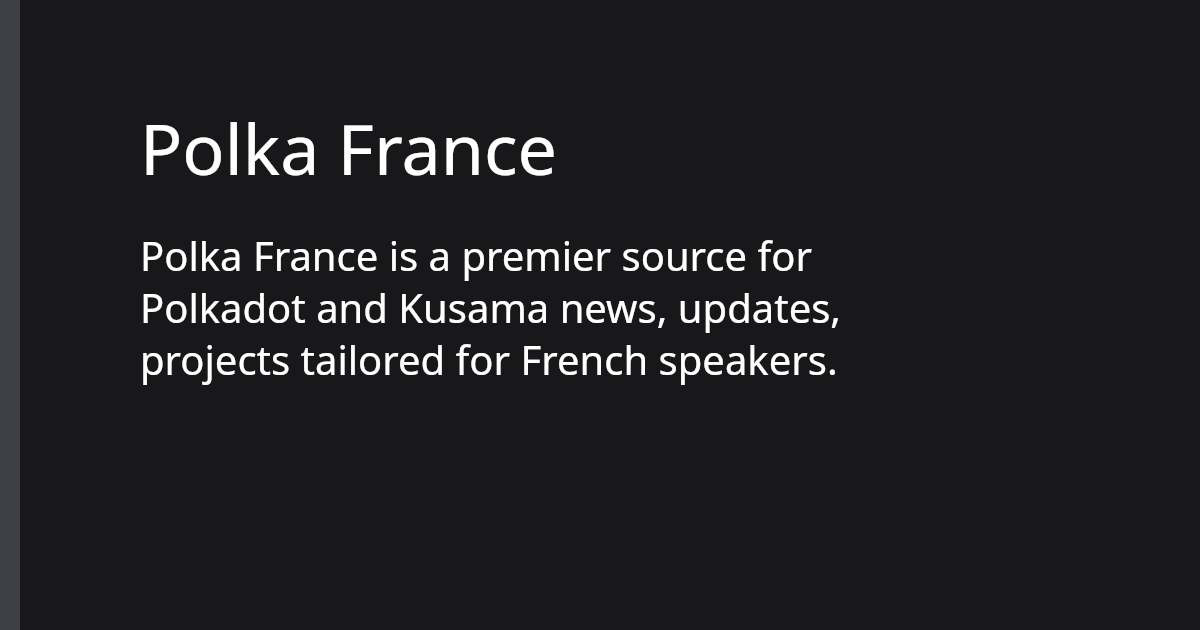 Polka France
Polka France is a premier source for
Polkadot and Kusama news, updates,
projects tailored for French speakers.